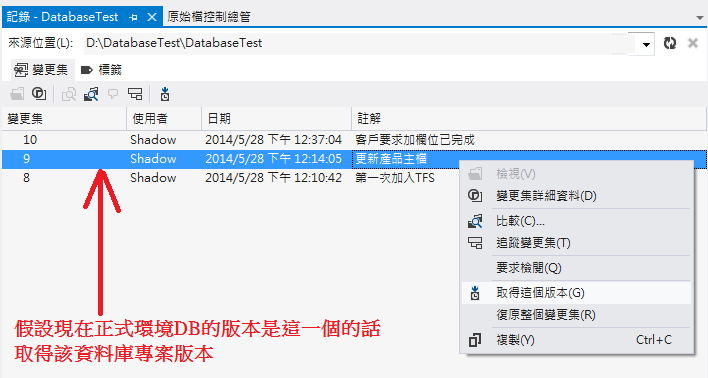 記錄 - DatabaseTest 原始檔控制總管
來源位置(L): D:\DatabaseTest\DatabaseTest
變更集 標籤
變更集 使用者 日期 註解
10 Shadow 2014/5/28 下午 12:37:04 客戶要求加欄位已完成
9 Shadow 2014/5/28 下午 12:14:05 更新產品主檔
8 Shadow 2014/5/28 下午 12:10:42 第一次加入TFS
檢視(V)
變更集詳細資料(D)
比較(C)...
追蹤變更集(T)
要求檢閱(Q)
取得這個版本(G)
復原整個變更集(R)
複製(Y) Ctrl+C
假設現在正式環境DB的版本是這一個的話
取得該資料庫專案版本